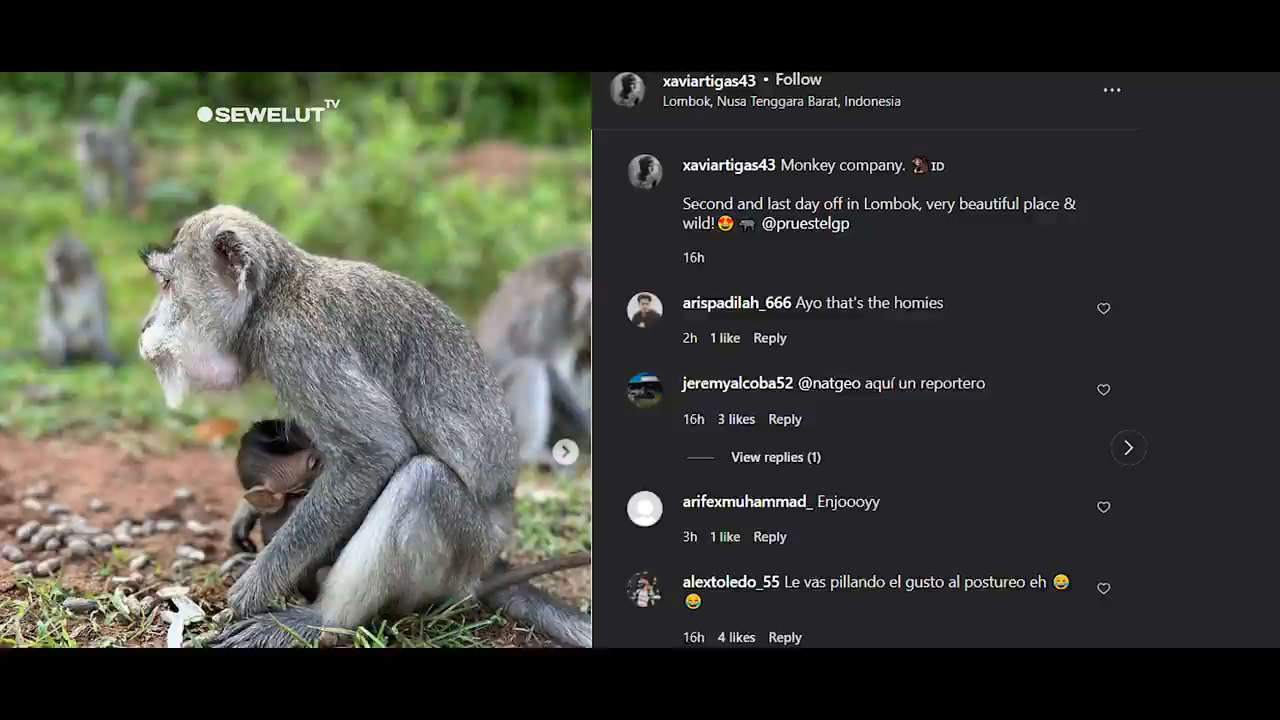 SEWELUT TV
xaviartigas43 • Follow
Lombok, Nusa Tenggara Barat, Indonesia
xaviartigas43 Monkey company. 🐒ID
Second and last day off in Lombok, very beautiful place &
wild!😍🐃 @pruestelgp
16h
arispadilah_666 Ayo that's the homies
2h 1 like Reply
jeremyalcoba52 @natgeo aquí un reportero
16h 3 likes Reply
View replies (1)
arifexmuhammad_ Enjoooyy
3h 1 like Reply
alextoledo_55 Le vas pillando el gusto al postureo eh 😂
😂
16h 4 likes Reply